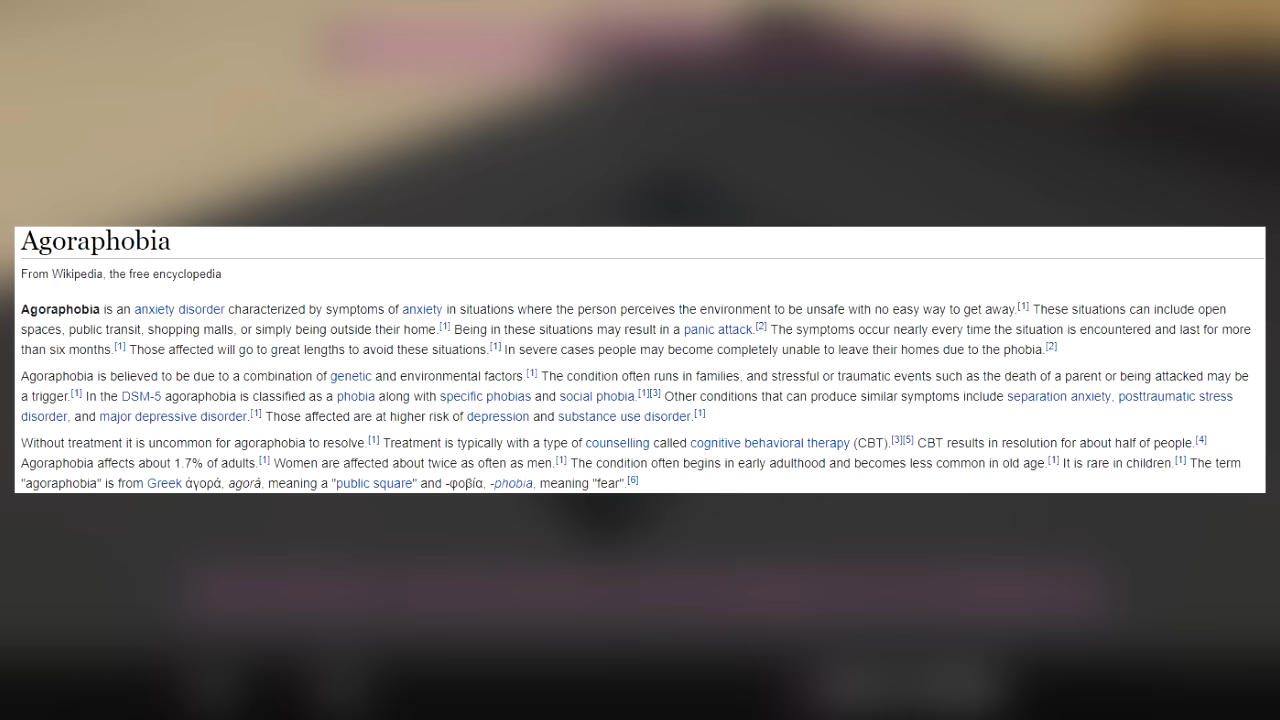 Agoraphobia
From Wikipedia, the free encyclopedia
Agoraphobia is an anxiety disorder characterized by symptoms of anxiety in situations where the person perceives the environment to be unsafe with no easy way to get away.[1] These situations can include open
spaces, public transit, shopping malls, or simply being outside their home.[1] Being in these situations may result in a panic attack.[2] The symptoms occur nearly every time the situation is encountered and last for more
than six months.[1] Those affected will go to great lengths to avoid these situations.[1] In severe cases people may become completely unable to leave their homes due to the phobia.[2]
Agoraphobia is believed to be due to a combination of genetic and environmental factors.[1] The condition often runs in families, and stressful or traumatic events such as the death of a parent or being attacked may be
a trigger.[1] In the DSM-5 agoraphobia is classified as a phobia along with specific phobias and social phobia.[1][3] Other conditions that can produce similar symptoms include separation anxiety, posttraumatic stress
disorder, and major depressive disorder.[1] Those affected are at higher risk of depression and substance use disorder.[1]
Without treatment it is uncommon for agoraphobia to resolve.[1] Treatment is typically with a type of counselling called cognitive behavioral therapy (CBT).[3][5] CBT results in resolution for about half of people.[4]
Agoraphobia affects about 1.7% of adults.[1] Women are affected about twice as often as men.[1] The condition often begins in early adulthood and becomes less common in old age.[1] It is rare in children.[1] The term
"agoraphobia" is from Greek ἀγορά, agorá, meaning a "public square" and -φοβία, -phobia, meaning "fear".[6]